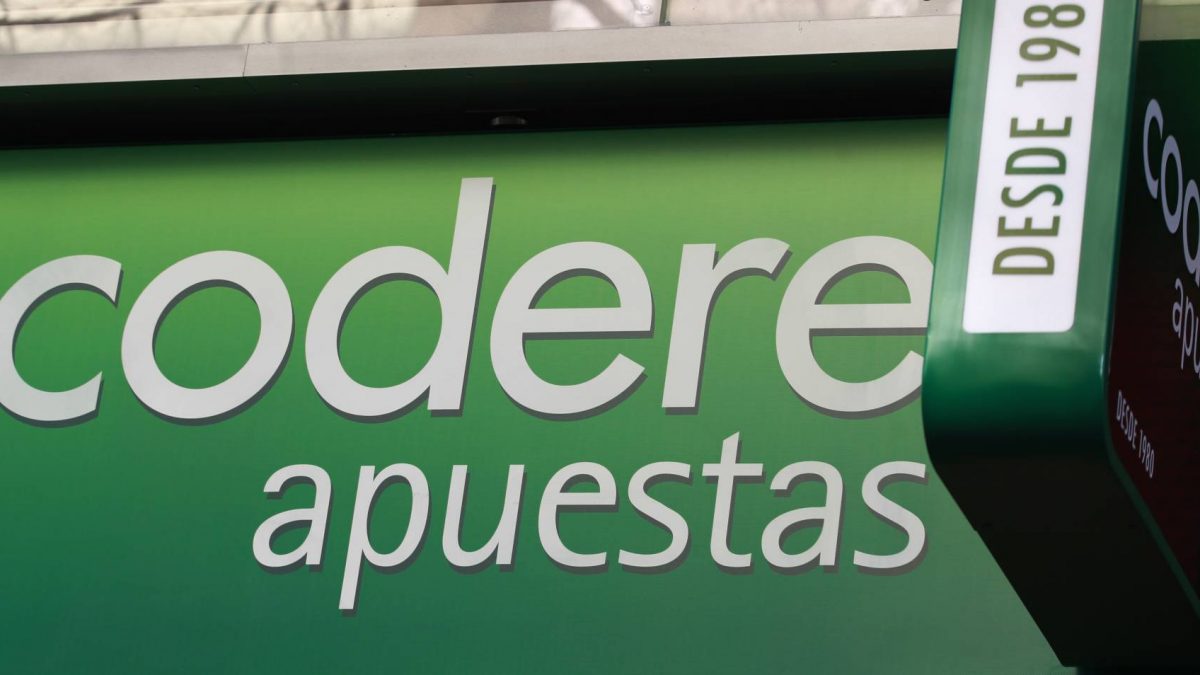 codere
apuestas
DESDE 198
DESDE 1980